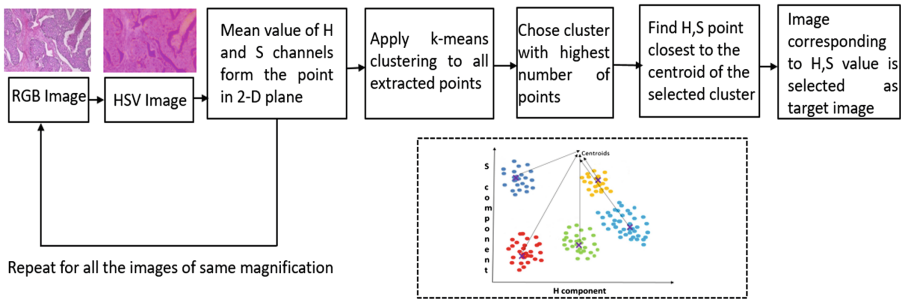 RGB Image
HSV Image
Mean value of H
and S channels
form the point
in 2-D plane
Apply k-means
clustering to all
extracted points
Chose cluster
with highest
number of
points
Find H,S point
closest to the
centroid of the
selected cluster
Image
corresponding
to H,S value is
selected as
target image
Repeat for all the images of same magnification
Centroids
S component
H component